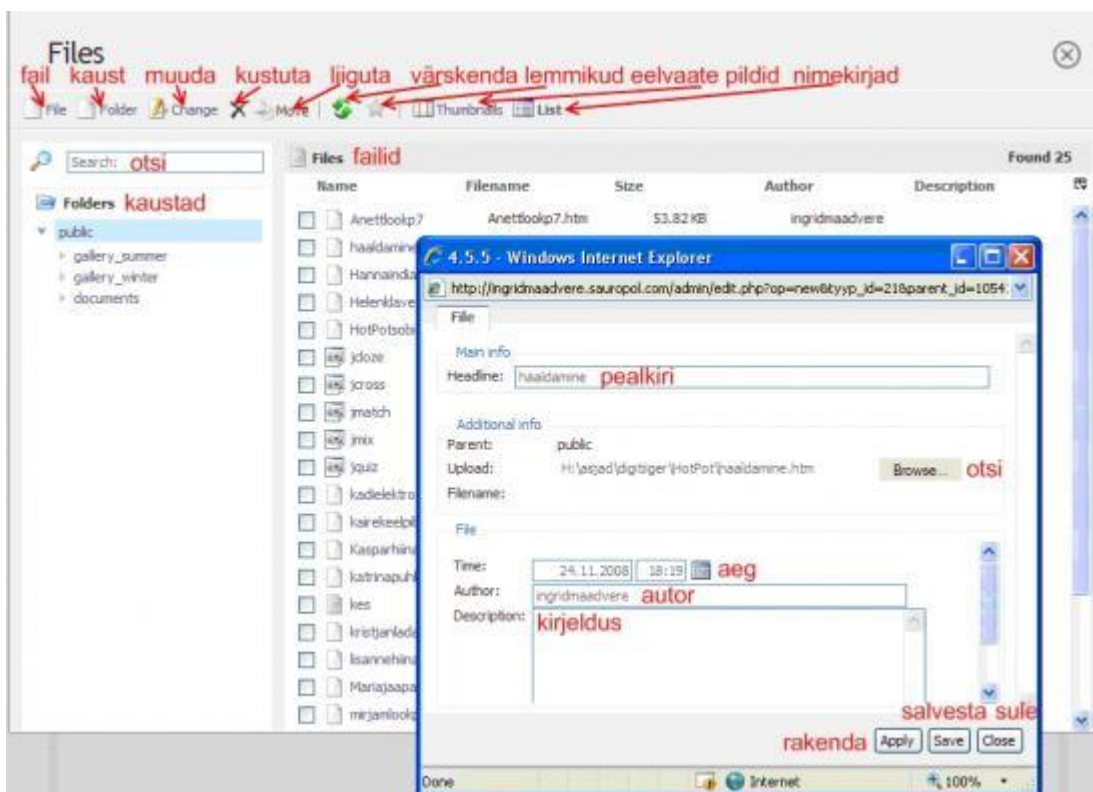 Files
fail kaust muuda kustuta liiguta värskenda lemmikud eelvaate pildid nimekirjad
File Folder Change Move Thumbnails List
Search: otsi
Files failid Found 25
Folders kaustad
Name Filename Size Author Description
public
gallery_summer
gallery_winter
documents
Anettlookp7 Anettlookp7.htm 53.82 KB ingridmaadvere
haaldamine
Hannaindia
Helenklave
HotPotsobi
jcloze
jcross
jmatch
jmix
jquiz
kadielektro
kairekeelpil
Kasparhiina
katrinapuhk
kes
kristjanlada
lisannehiina
Mariajaapa
mirjamlookp
4.5.5 - Windows Internet Explorer
http://ingridmaadvere.sauropol.com/admin/edit.php?op=new&tyyp_id=21&parent_id=1054
File
Main info
Headline: haaldamine pealkiri
Additional info
Parent: public
Upload: H:\asjad\digitiiger\HotPot\haaldamine.htm Browse... otsi
Filename:
File
Time: 24.11.2008 18:19 aeg
Author: ingridmaadvere autor
Description: kirjeldus
salvesta sule
rakenda Apply Save Close
Done Internet 100%